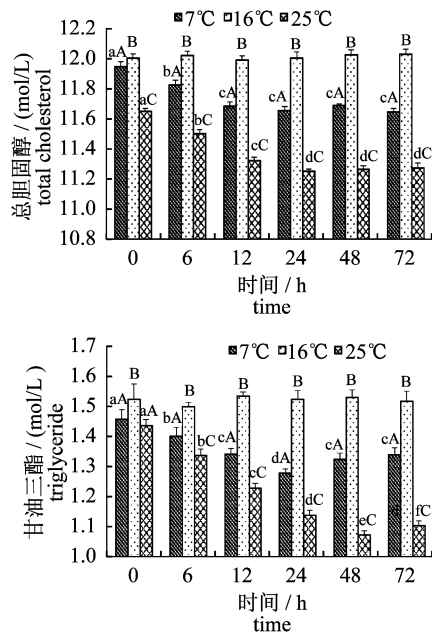 7℃ 16℃ 25℃
12.2
12.0
11.8
11.6
11.4
11.2
11.0
10.8
总胆固醇 / (mol/L)
total cholesterol
aA B aC
bA B bC
cA B cC
cA B dC
cA B dC
cA B dC
0 6 12 24 48 72
时间 / h
time
7℃ 16℃ 25℃
1.7
1.6
1.5
1.4
1.3
1.2
1.1
1.0
甘油三酯 / (mol/L)
triglyceride
aA B aA
bA B bC
cA B cC
dA B dC
cA B eC
cA B d fC
0 6 12 24 48 72
时间 / h
time